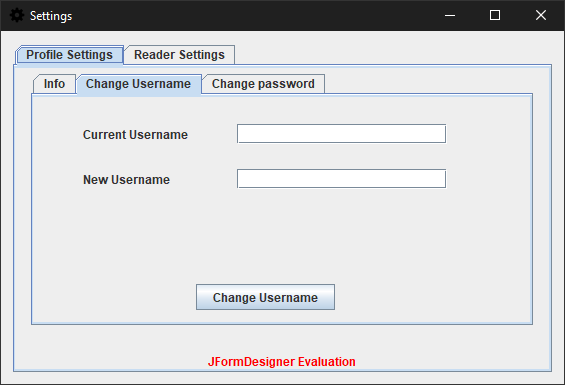 Settings
Profile Settings Reader Settings
Info Change Username Change password
Current Username
New Username
Change Username
JFormDesigner Evaluation